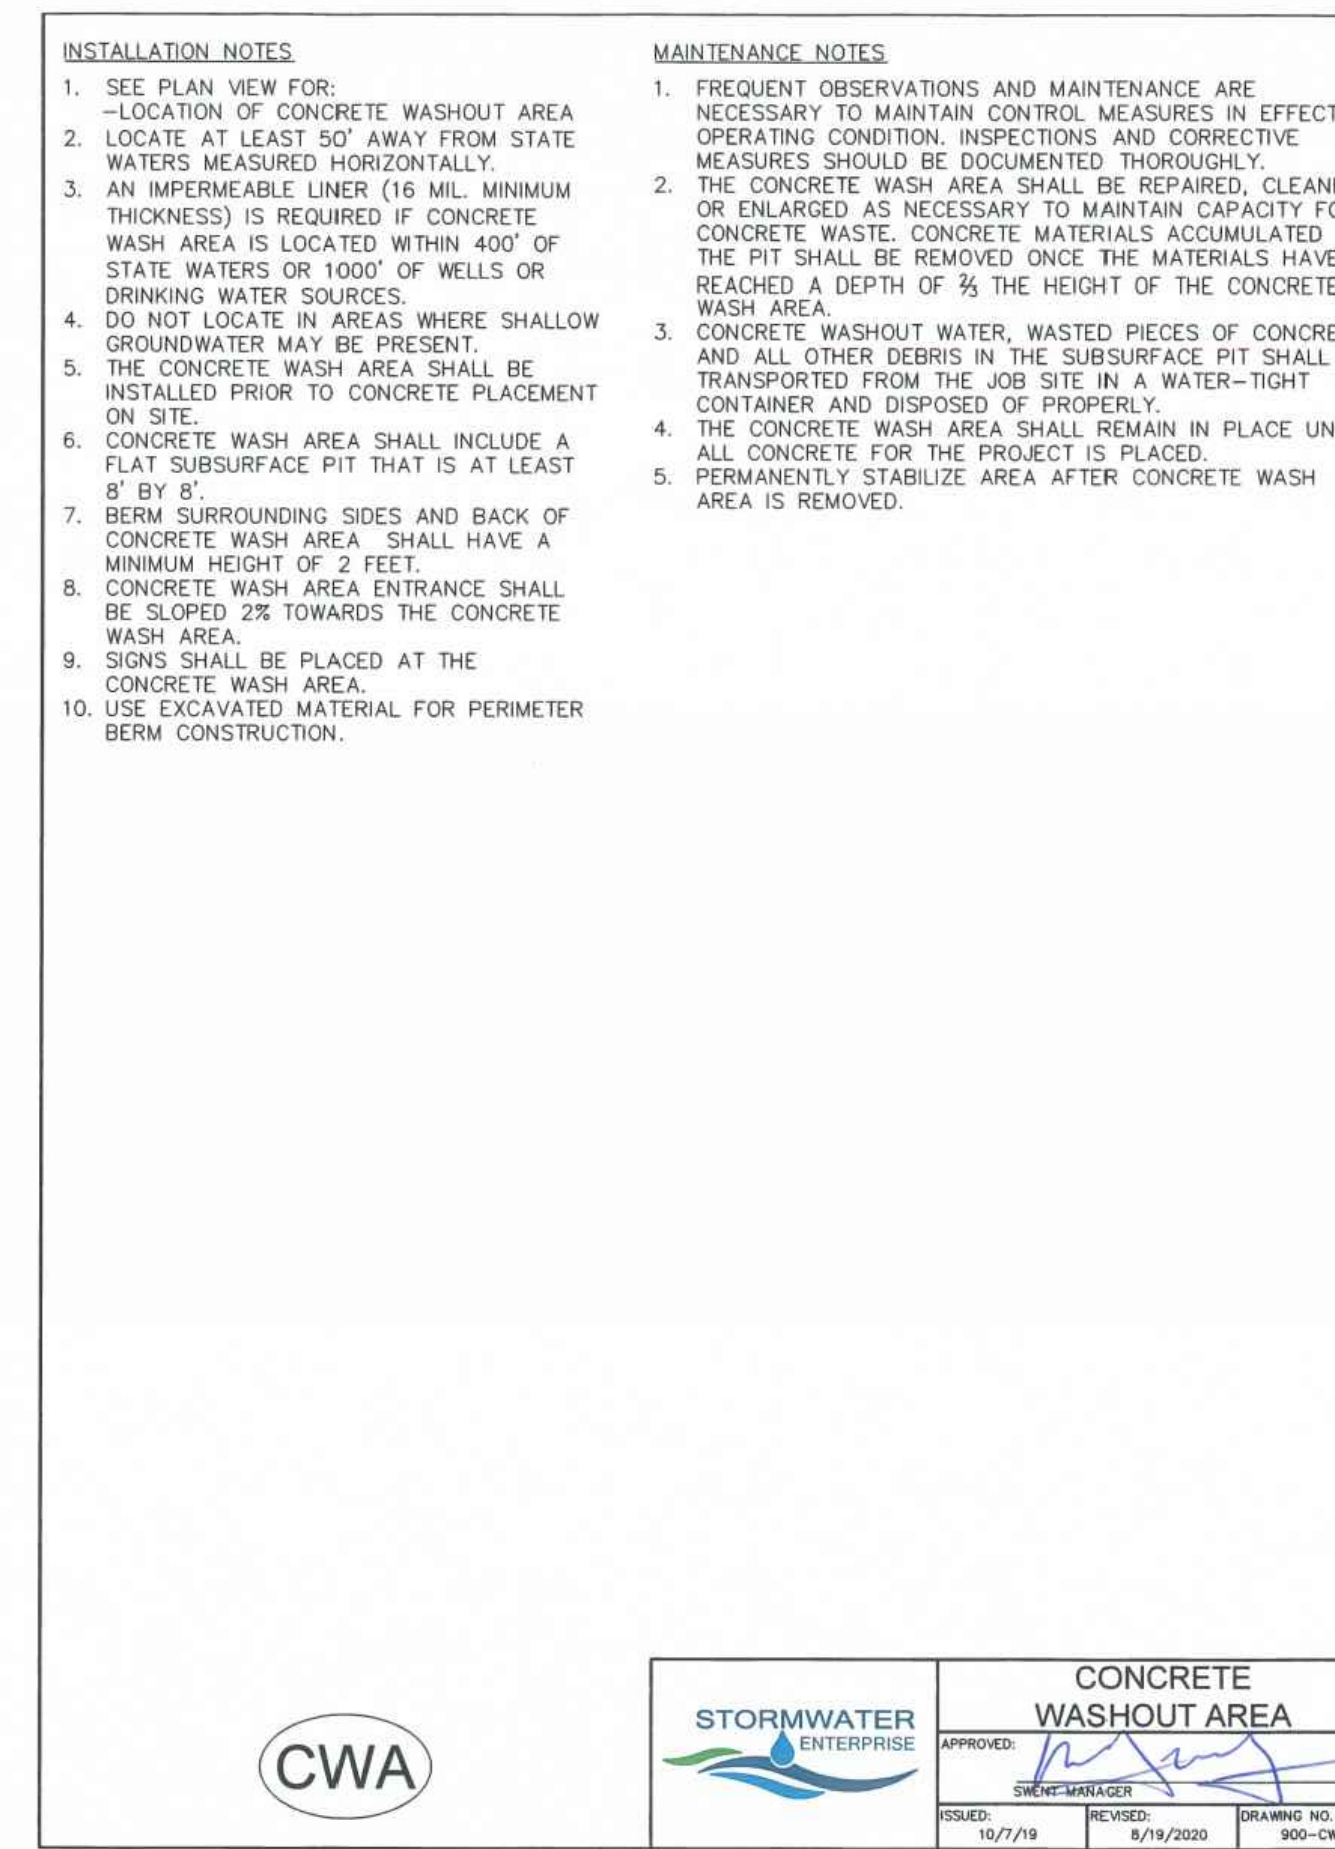 INSTALLATION NOTES
1. SEE PLAN VIEW FOR:
-LOCATION OF CONCRETE WASHOUT AREA
2. LOCATE AT LEAST 50' AWAY FROM STATE
WATERS MEASURED HORIZONTALLY.
3. AN IMPERMEABLE LINER (16 MIL. MINIMUM
THICKNESS) IS REQUIRED IF CONCRETE
WASH AREA IS LOCATED WITHIN 400' OF
STATE WATERS OR 1000' OF WELLS OR
DRINKING WATER SOURCES.
4. DO NOT LOCATE IN AREAS WHERE SHALLOW
GROUNDWATER MAY BE PRESENT.
5. THE CONCRETE WASH AREA SHALL BE
INSTALLED PRIOR TO CONCRETE PLACEMENT
ON SITE.
6. CONCRETE WASH AREA SHALL INCLUDE A
FLAT SUBSURFACE PIT THAT IS AT LEAST
8' BY 8'.
7. BERM SURROUNDING SIDES AND BACK OF
CONCRETE WASH AREA SHALL HAVE A
MINIMUM HEIGHT OF 2 FEET.
8. CONCRETE WASH AREA ENTRANCE SHALL
BE SLOPED 2% TOWARDS THE CONCRETE
WASH AREA.
9. SIGNS SHALL BE PLACED AT THE
CONCRETE WASH AREA.
10. USE EXCAVATED MATERIAL FOR PERIMETER
BERM CONSTRUCTION.
MAINTENANCE NOTES
1. FREQUENT OBSERVATIONS AND MAINTENANCE ARE
NECESSARY TO MAINTAIN CONTROL MEASURES IN EFFECT
OPERATING CONDITION. INSPECTIONS AND CORRECTIVE
MEASURES SHOULD BE DOCUMENTED THOROUGHLY.
2. THE CONCRETE WASH AREA SHALL BE REPAIRED, CLEAN
OR ENLARGED AS NECESSARY TO MAINTAIN CAPACITY FO
CONCRETE WASTE. CONCRETE MATERIALS ACCUMULATED
THE PIT SHALL BE REMOVED ONCE THE MATERIALS HAVE
REACHED A DEPTH OF ⅔ THE HEIGHT OF THE CONCRETE
WASH AREA.
3. CONCRETE WASHOUT WATER, WASTED PIECES OF CONCRE
AND ALL OTHER DEBRIS IN THE SUBSURFACE PIT SHALL
TRANSPORTED FROM THE JOB SITE IN A WATER-TIGHT
CONTAINER AND DISPOSED OF PROPERLY.
4. THE CONCRETE WASH AREA SHALL REMAIN IN PLACE UN
ALL CONCRETE FOR THE PROJECT IS PLACED.
5. PERMANENTLY STABILIZE AREA AFTER CONCRETE WASH
AREA IS REMOVED.
CWA
STORMWATER
ENTERPRISE
CONCRETE
WASHOUT AREA
APPROVED:
SWENT MANAGER
ISSUED:
10/7/19
REVISED:
8/19/2020
DRAWING NO.
900-CW